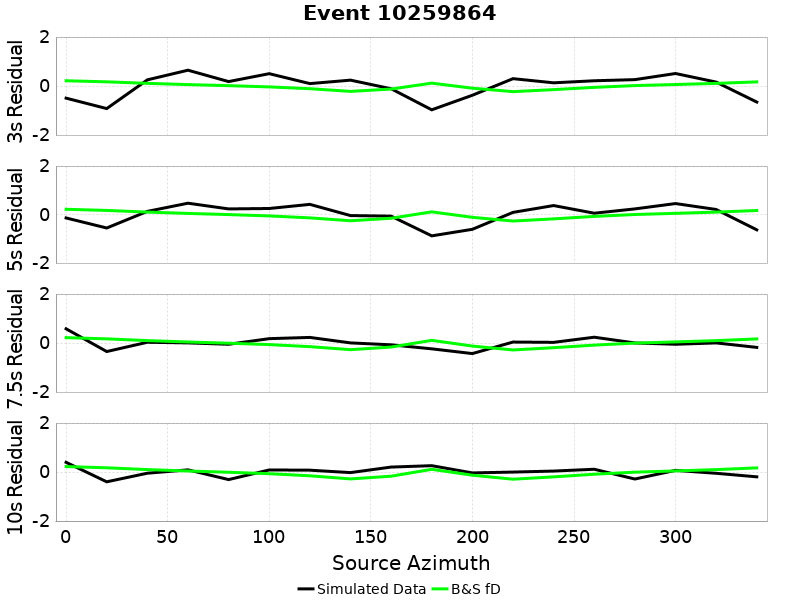 Event 10259864
3s Residual
2
0
-2
5s Residual
2
0
-2
7.5s Residual
2
0
-2
10s Residual
2
0
-2
0 50 100 150 200 250 300
Source Azimuth
Simulated Data B&S fD